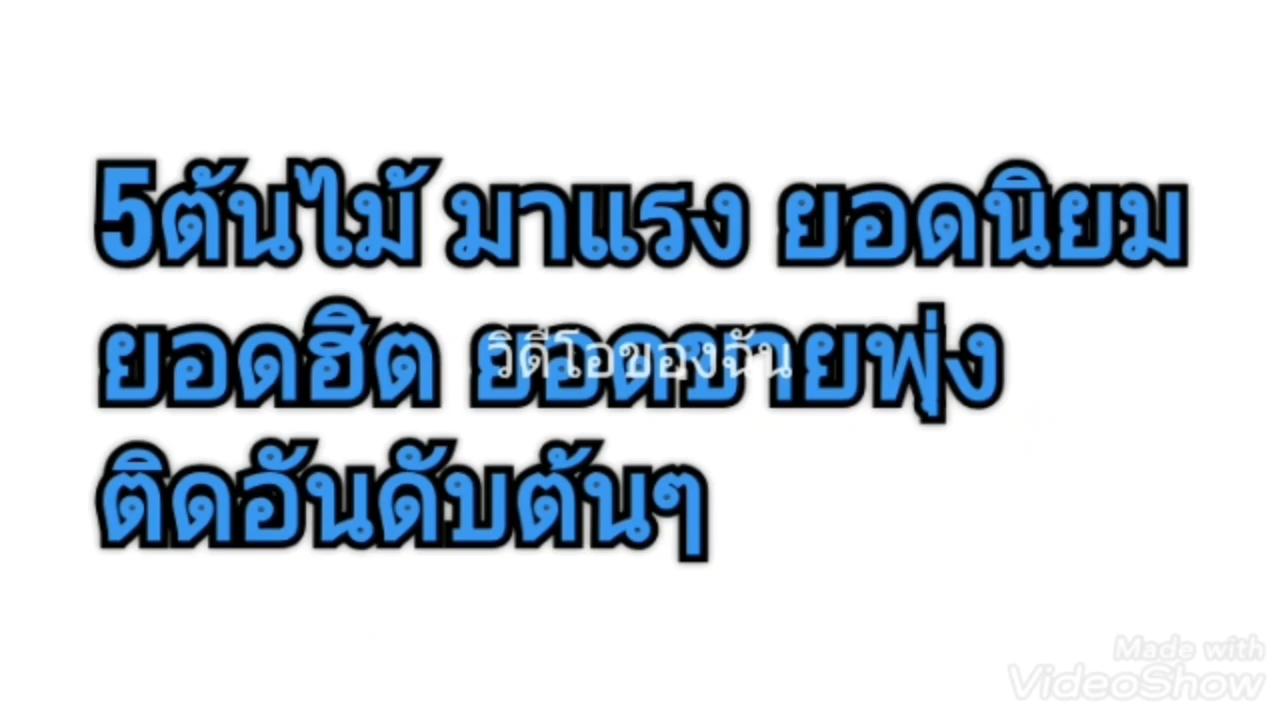 5ต้นไม้ มาแรง ยอดนิยม
ยอดฮิต ยอดขายพุ่ง
วิดีโอของฉัน
ติดอันดับต้นๆ
Made with
VideoShow